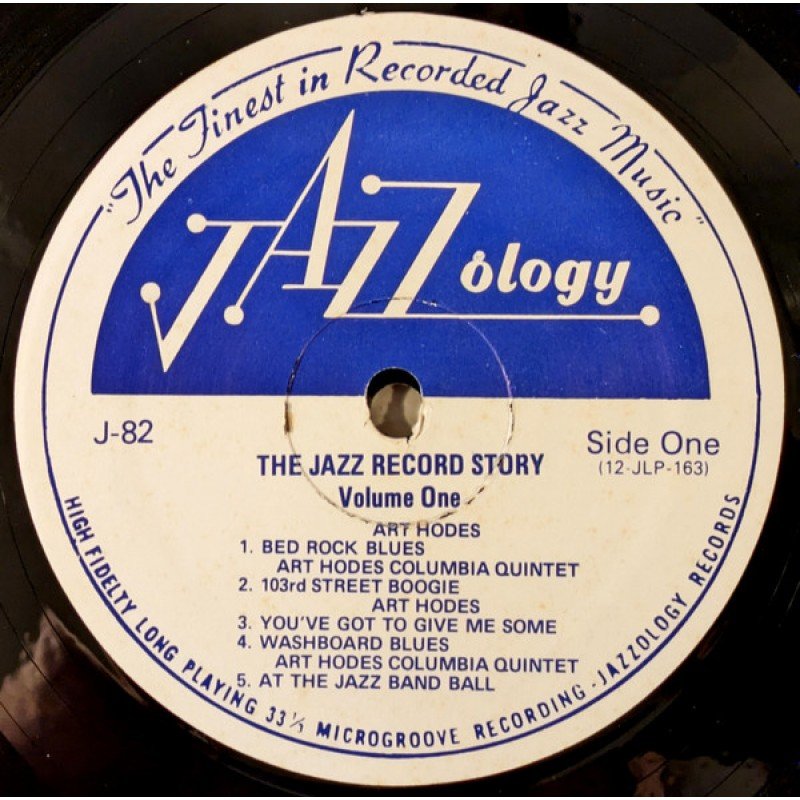 "The Finest in Recorded Jazz Music"
JAZZology
J-82
Side One
(12-JLP-163)
THE JAZZ RECORD STORY
Volume One
ART HODES
1. BED ROCK BLUES
ART HODES COLUMBIA QUINTET
2. 103rd STREET BOOGIE
ART HODES
3. YOU'VE GOT TO GIVE ME SOME
4. WASHBOARD BLUES
ART HODES COLUMBIA QUINTET
5. AT THE JAZZ BAND BALL
HIGH FIDELTY LONG PLAYING 33⅓ MICROGROOVE RECORDING - JAZZOLOGY RECORDS